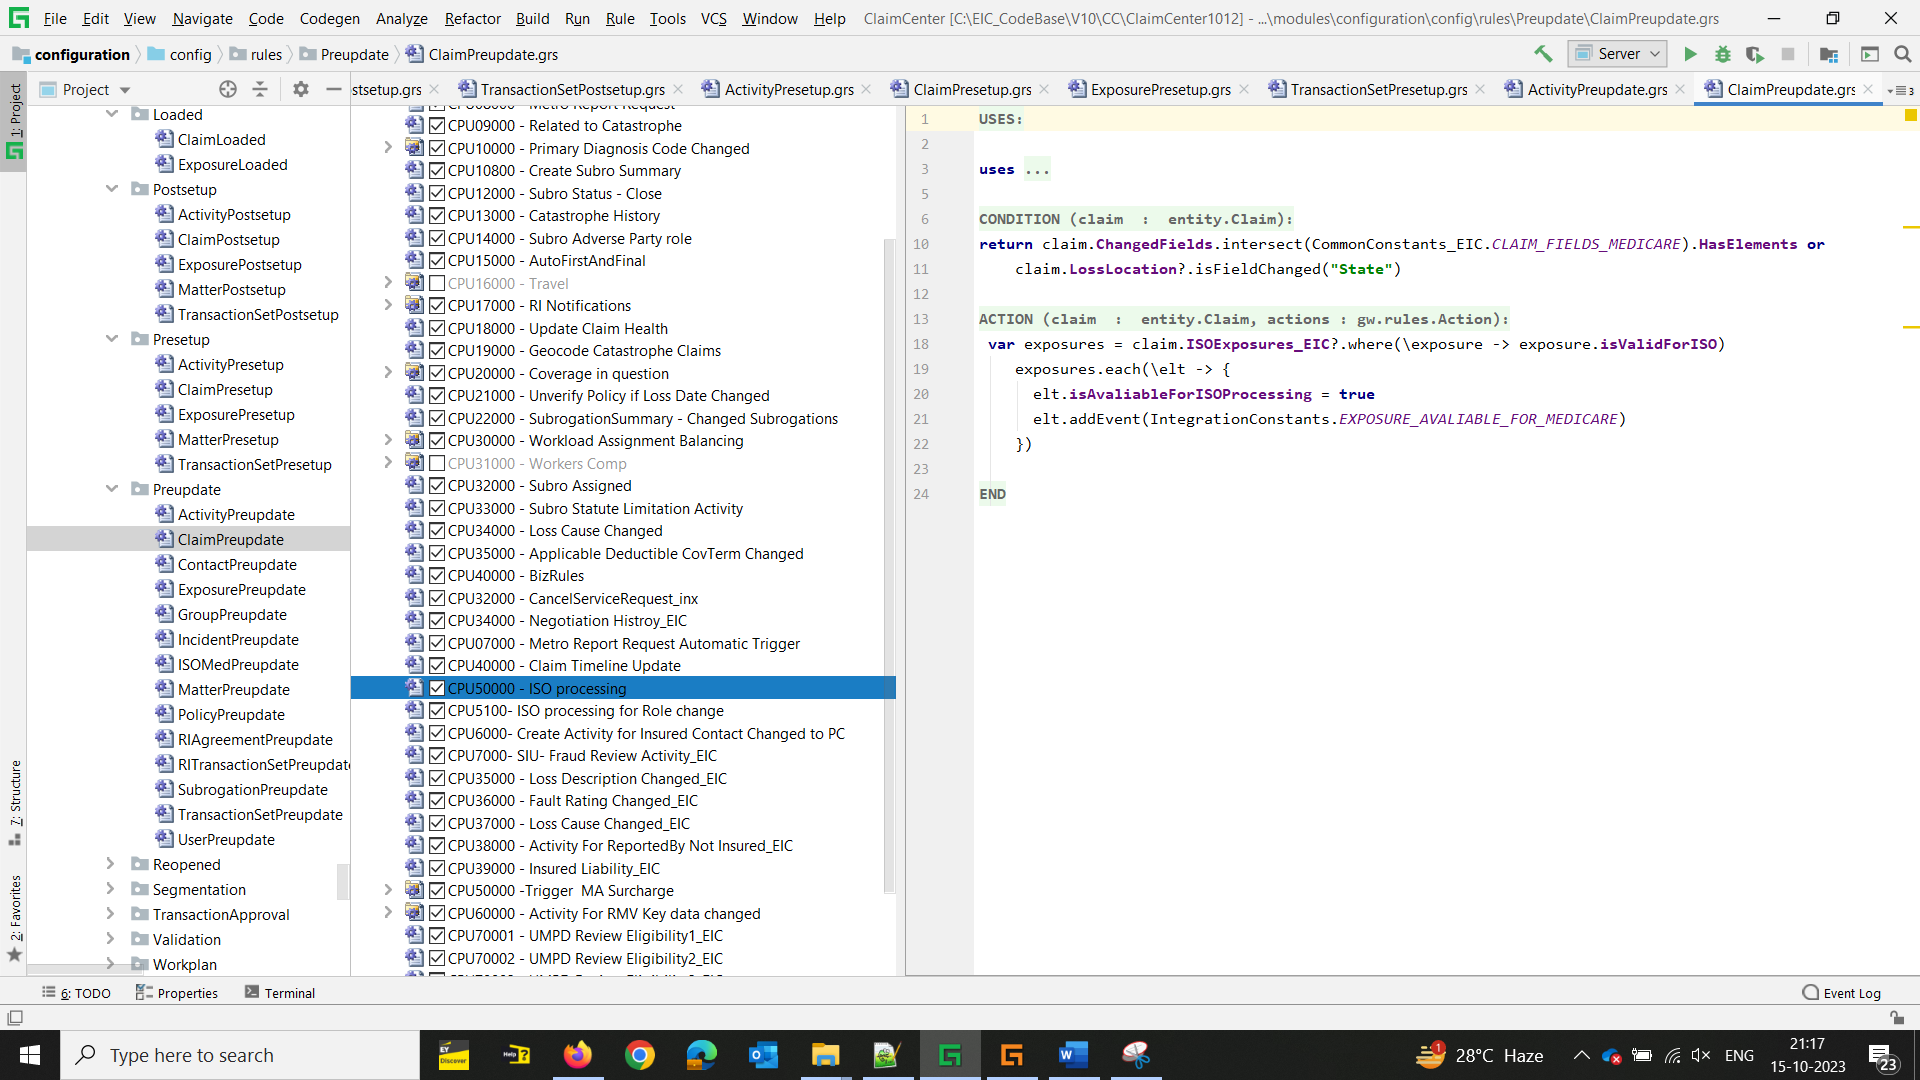 File Edit View Navigate Code Codegen Analyze Refactor Build Run Rule Tools VCS Window Help ClaimCenter [C:\EIC_CodeBase\V10\CC\ClaimCenter1012] - ...\modules\configuration\config\rules\Preupdate\ClaimPreupdate.grs
configuration config rules Preupdate ClaimPreupdate.grs Server
Project
stsetup.grs TransactionSetPostsetup.grs ActivityPresetup.grs ClaimPresetup.grs ExposurePresetup.grs TransactionSetPresetup.grs ActivityPreupdate.grs ClaimPreupdate.grs 3
1: Project
7: Structure
2: Favorites
Loaded
ClaimLoaded
ExposureLoaded
Postsetup
ActivityPostsetup
ClaimPostsetup
ExposurePostsetup
MatterPostsetup
TransactionSetPostsetup
Presetup
ActivityPresetup
ClaimPresetup
ExposurePresetup
MatterPresetup
TransactionSetPresetup
Preupdate
ActivityPreupdate
ClaimPreupdate
ContactPreupdate
ExposurePreupdate
GroupPreupdate
IncidentPreupdate
ISOMedPreupdate
MatterPreupdate
PolicyPreupdate
RIAgreementPreupdate
RITransactionSetPreupdate
SubrogationPreupdate
TransactionSetPreupdate
UserPreupdate
Reopened
Segmentation
TransactionApproval
Validation
Workplan
CPU08000 - Metro Report Request
CPU09000 - Related to Catastrophe
CPU10000 - Primary Diagnosis Code Changed
CPU10800 - Create Subro Summary
CPU12000 - Subro Status - Close
CPU13000 - Catastrophe History
CPU14000 - Subro Adverse Party role
CPU15000 - AutoFirstAndFinal
CPU16000 - Travel
CPU17000 - RI Notifications
CPU18000 - Update Claim Health
CPU19000 - Geocode Catastrophe Claims
CPU20000 - Coverage in question
CPU21000 - Unverify Policy if Loss Date Changed
CPU22000 - SubrogationSummary - Changed Subrogations
CPU30000 - Workload Assignment Balancing
CPU31000 - Workers Comp
CPU32000 - Subro Assigned
CPU33000 - Subro Statute Limitation Activity
CPU34000 - Loss Cause Changed
CPU35000 - Applicable Deductible CovTerm Changed
CPU40000 - BizRules
CPU32000 - CancelServiceRequest_inx
CPU34000 - Negotiation Histroy_EIC
CPU07000 - Metro Report Request Automatic Trigger
CPU40000 - Claim Timeline Update
CPU50000 - ISO processing
CPU5100- ISO processing for Role change
CPU6000- Create Activity for Insured Contact Changed to PC
CPU7000- SIU- Fraud Review Activity_EIC
CPU35000 - Loss Description Changed_EIC
CPU36000 - Fault Rating Changed_EIC
CPU37000 - Loss Cause Changed_EIC
CPU38000 - Activity For ReportedBy Not Insured_EIC
CPU39000 - Insured Liability_EIC
CPU50000 -Trigger  MA Surcharge
CPU60000 - Activity For RMV Key data changed
CPU70001 - UMPD Review Eligibility1_EIC
CPU70002 - UMPD Review Eligibility2_EIC
1 USES:
2
3 uses ...
5
6 CONDITION (claim  :  entity.Claim):
10 return claim.ChangedFields.intersect(CommonConstants_EIC.CLAIM_FIELDS_MEDICARE).HasElements or
11 claim.LossLocation?.isFieldChanged("State")
12
13 ACTION (claim  :  entity.Claim, actions : gw.rules.Action):
18 var exposures = claim.ISOExposures_EIC?.where(\exposure -> exposure.isValidForISO)
19 exposures.each(\elt -> {
20 elt.isAvaliableForISOProcessing = true
21 elt.addEvent(IntegrationConstants.EXPOSURE_AVALIABLE_FOR_MEDICARE)
22 })
23
24 END
6: TODO Properties Terminal Event Log
Type here to search
EY Discover
Help ?
1 28°C Haze ENG
21:17
15-10-2023
23